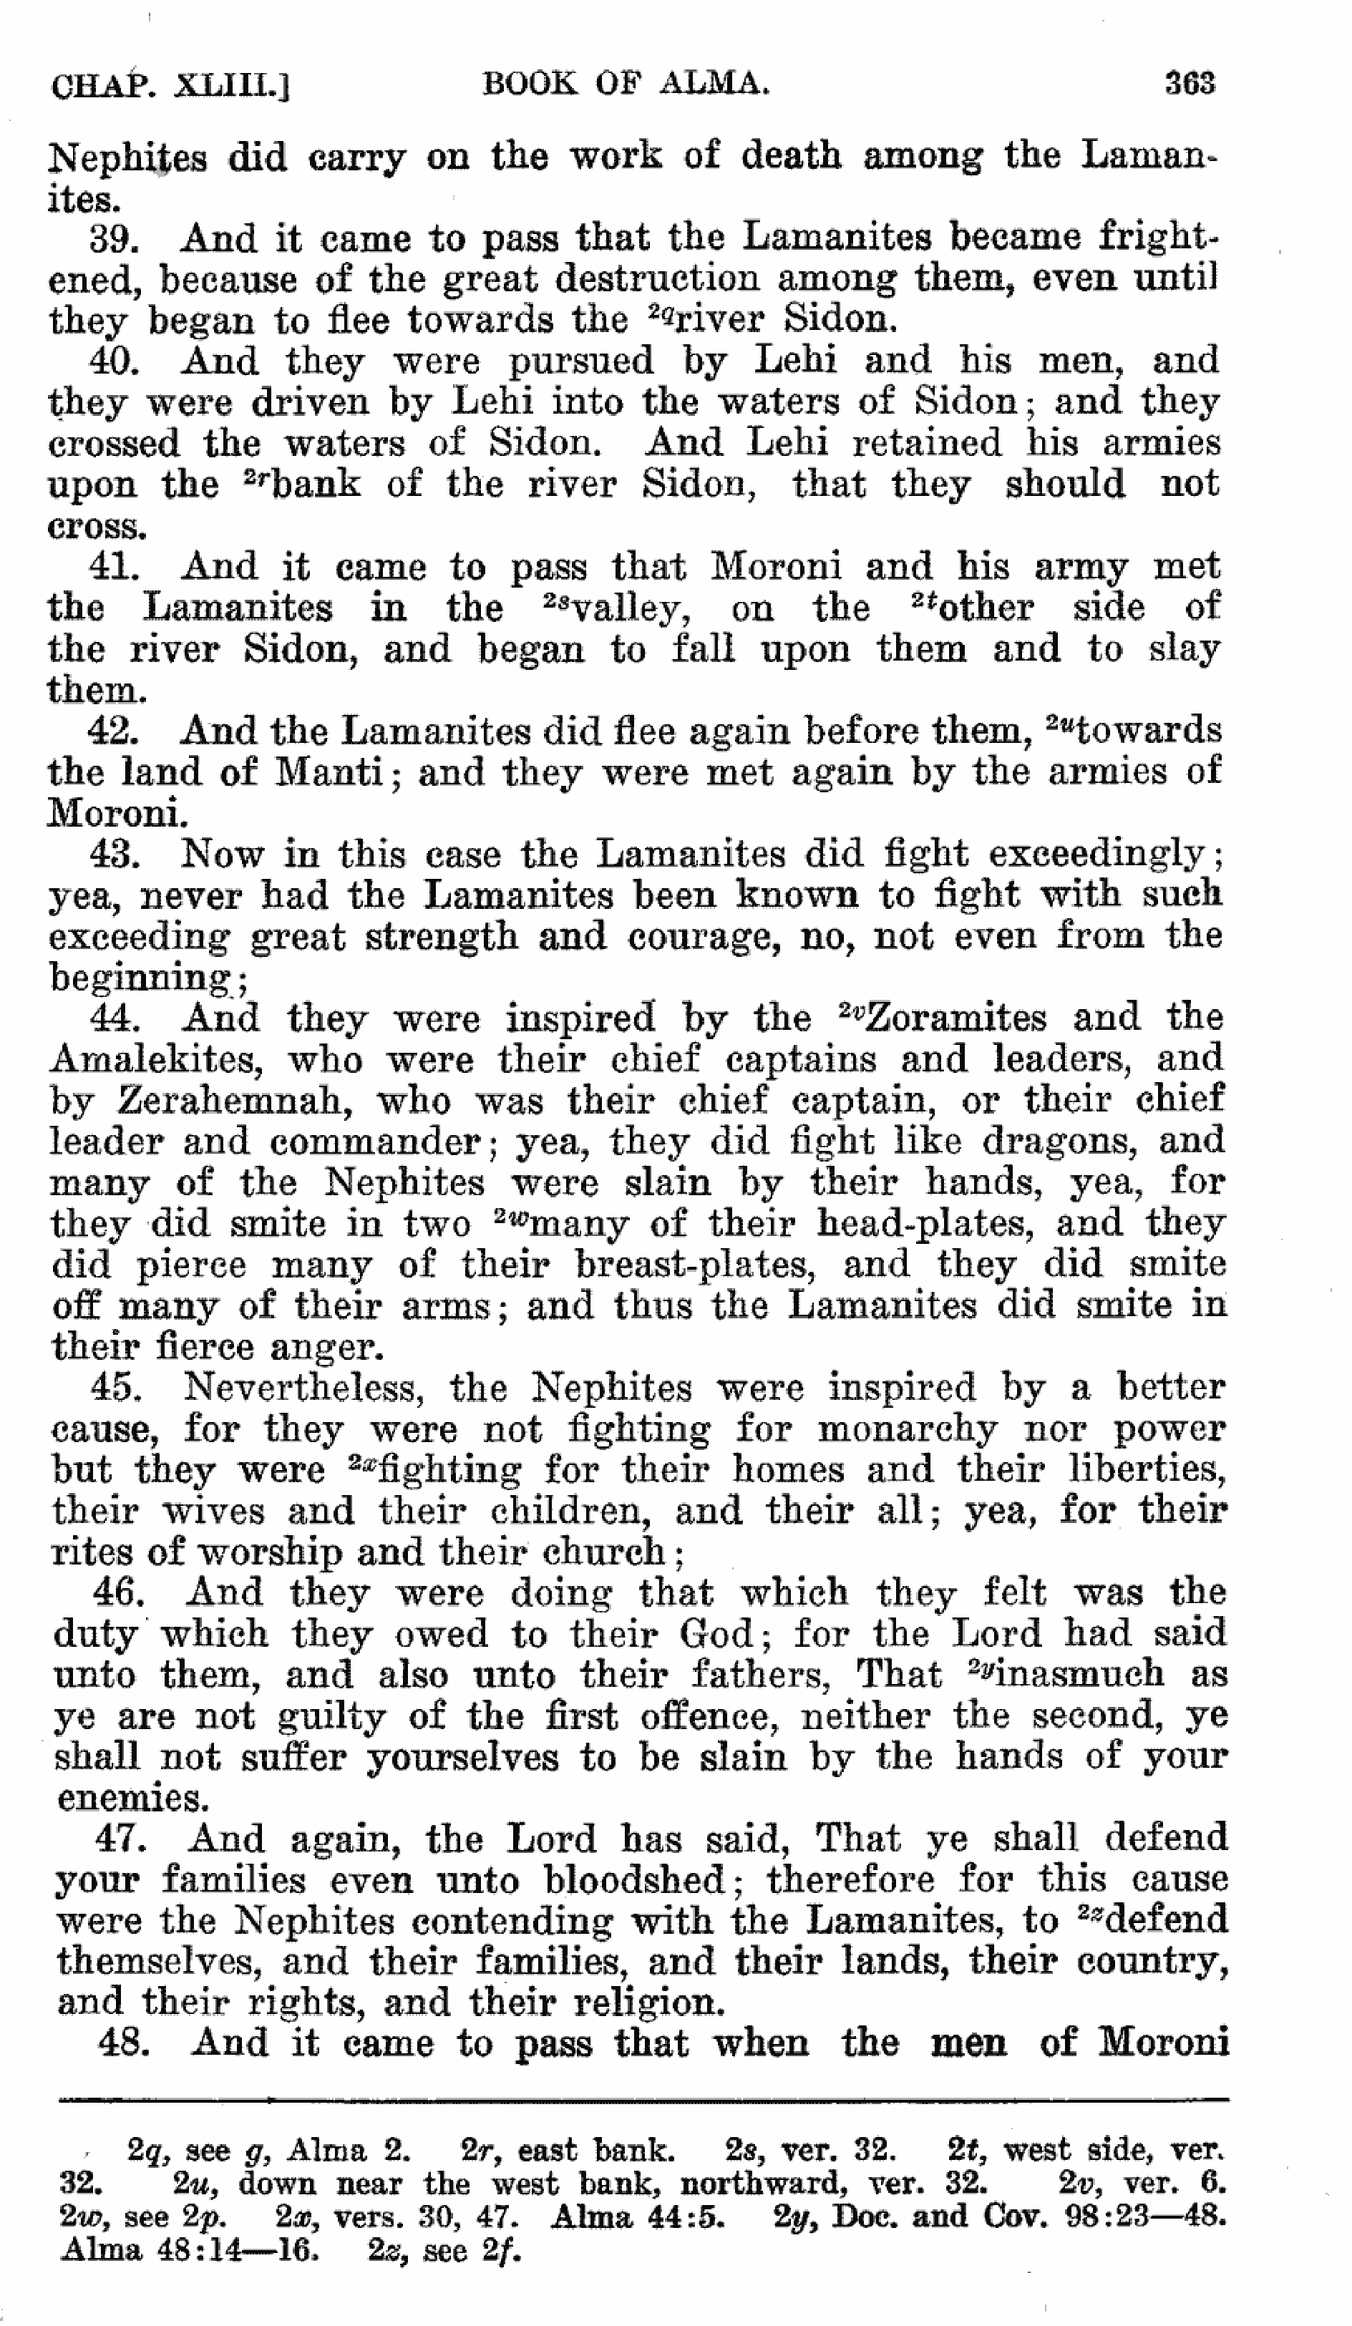 CHAP. XLIII.] BOOK OF ALMA. 363
Nephites did carry on the work of death among the Laman-
ites.
39. And it came to pass that the Lamanites became fright-
ened, because of the great destruction among them, even until
they began to flee towards the 2qriver Sidon.
40. And they were pursued by Lehi and his men, and
they were driven by Lehi into the waters of Sidon; and they
crossed the waters of Sidon. And Lehi retained his armies
upon the 2rbank of the river Sidon, that they should not
cross.
41. And it came to pass that Moroni and his army met
the Lamanites in the 2svalley, on the 2tother side of
the river Sidon, and began to fall upon them and to slay
them.
42. And the Lamanites did flee again before them, 2utowards
the land of Manti; and they were met again by the armies of
Moroni.
43. Now in this case the Lamanites did fight exceedingly;
yea, never had the Lamanites been known to fight with such
exceeding great strength and courage, no, not even from the
beginning;
44. And they were inspired by the 2vZoramites and the
Amalekites, who were their chief captains and leaders, and
by Zerahemnah, who was their chief captain, or their chief
leader and commander; yea, they did fight like dragons, and
many of the Nephites were slain by their hands, yea, for
they did smite in two 2wmany of their head-plates, and they
did pierce many of their breast-plates, and they did smite
off many of their arms; and thus the Lamanites did smite in
their fierce anger.
45. Nevertheless, the Nephites were inspired by a better
cause, for they were not fighting for monarchy nor power
but they were 2xfighting for their homes and their liberties,
their wives and their children, and their all; yea, for their
rites of worship and their church;
46. And they were doing that which they felt was the
duty which they owed to their God; for the Lord had said
unto them, and also unto their fathers, That 2yinasmuch as
ye are not guilty of the first offence, neither the second, ye
shall not suffer yourselves to be slain by the hands of your
enemies.
47. And again, the Lord has said, That ye shall defend
your families even unto bloodshed; therefore for this cause
were the Nephites contending with the Lamanites, to 2zdefend
themselves, and their families, and their lands, their country,
and their rights, and their religion.
48. And it came to pass that when the men of Moroni
2q, see g, Alma 2. 2r, east bank. 2s, ver. 32. 2t, west side, ver.
32. 2u, down near the west bank, northward, ver. 32. 2v, ver. 6.
2w, see 2p. 2x, vers. 30, 47. Alma 44:5. 2y, Doc. and Cov. 98:23—48.
Alma 48:14—16. 2z, see 2f.